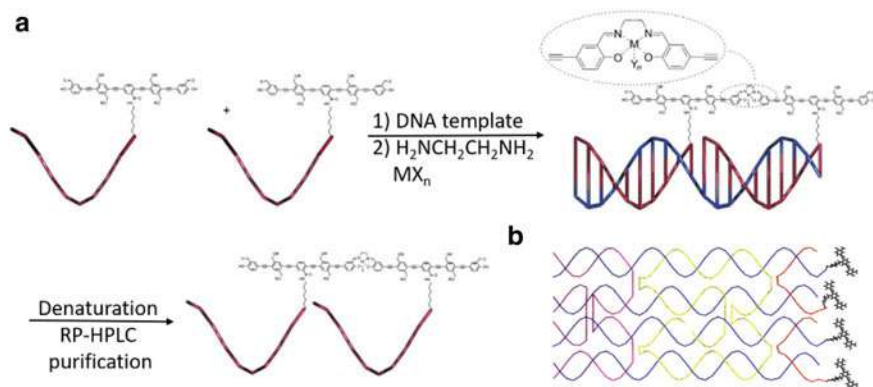 a
+
1) DNA template
2) H₂NCH₂CH₂NH₂
MXₙ
N
N
M
O
O
Yₙ
Denaturation
RP-HPLC
purification
b